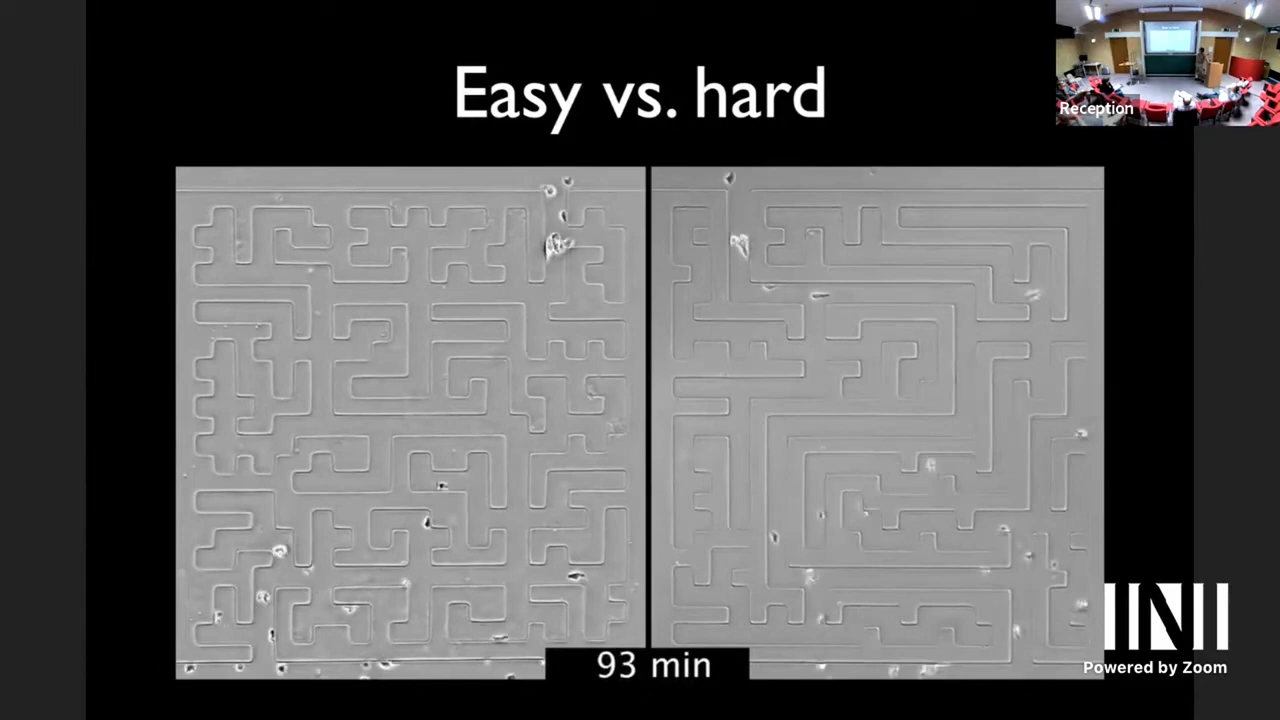 Easy vs. hard
Reception
93 min
INI
Powered by Zoom